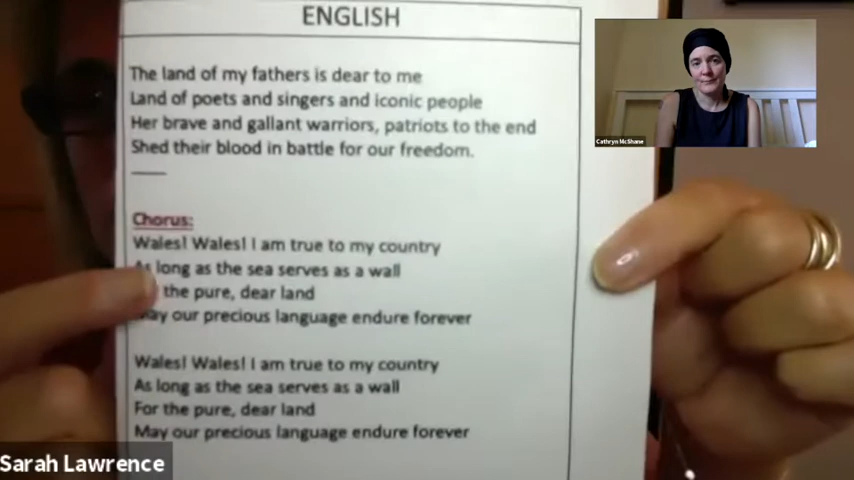 ENGLISH
The land of my fathers is dear to me
Land of poets and singers and iconic people
Her brave and gallant warriors, patriots to the end
Shed their blood in battle for our freedom.
Chorus:
Wales! Wales! I am true to my country
As long as the sea serves as a wall
the pure, dear land
May our precious language endure forever
Wales! Wales! I am true to my country
As long as the sea serves as a wall
For the pure, dear land
May our precious language endure forever
Sarah Lawrence
Cathryn McShane